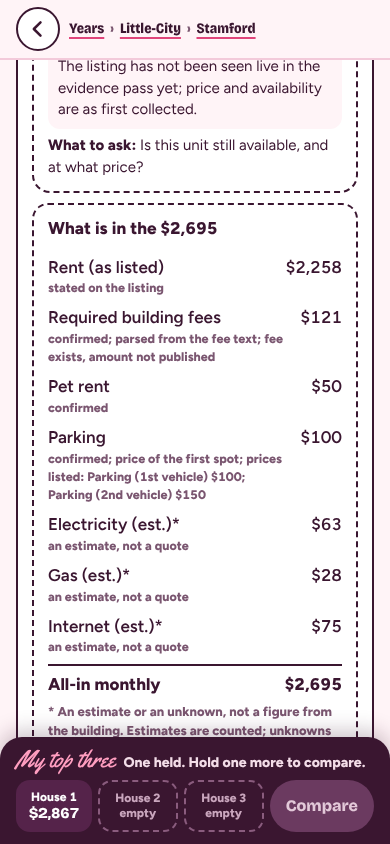 Years › Little-City › Stamford
The listing has not been seen live in the
evidence pass yet; price and availability
are as first collected.
What to ask: Is this unit still available, and
at what price?
What is in the $2,695
Rent (as listed) $2,258
stated on the listing
Required building fees $121
confirmed; parsed from the fee text; fee
exists, amount not published
Pet rent $50
confirmed
Parking $100
confirmed; price of the first spot; prices
listed: Parking (1st vehicle) $100;
Parking (2nd vehicle) $150
Electricity (est.)* $63
an estimate, not a quote
Gas (est.)* $28
an estimate, not a quote
Internet (est.)* $75
an estimate, not a quote
All-in monthly $2,695
* An estimate or an unknown, not a figure from
the building. Estimates are counted; unknowns
My top three One held. Hold one more to compare.
House 1 House 2 House 3 Compare
$2,867 empty empty